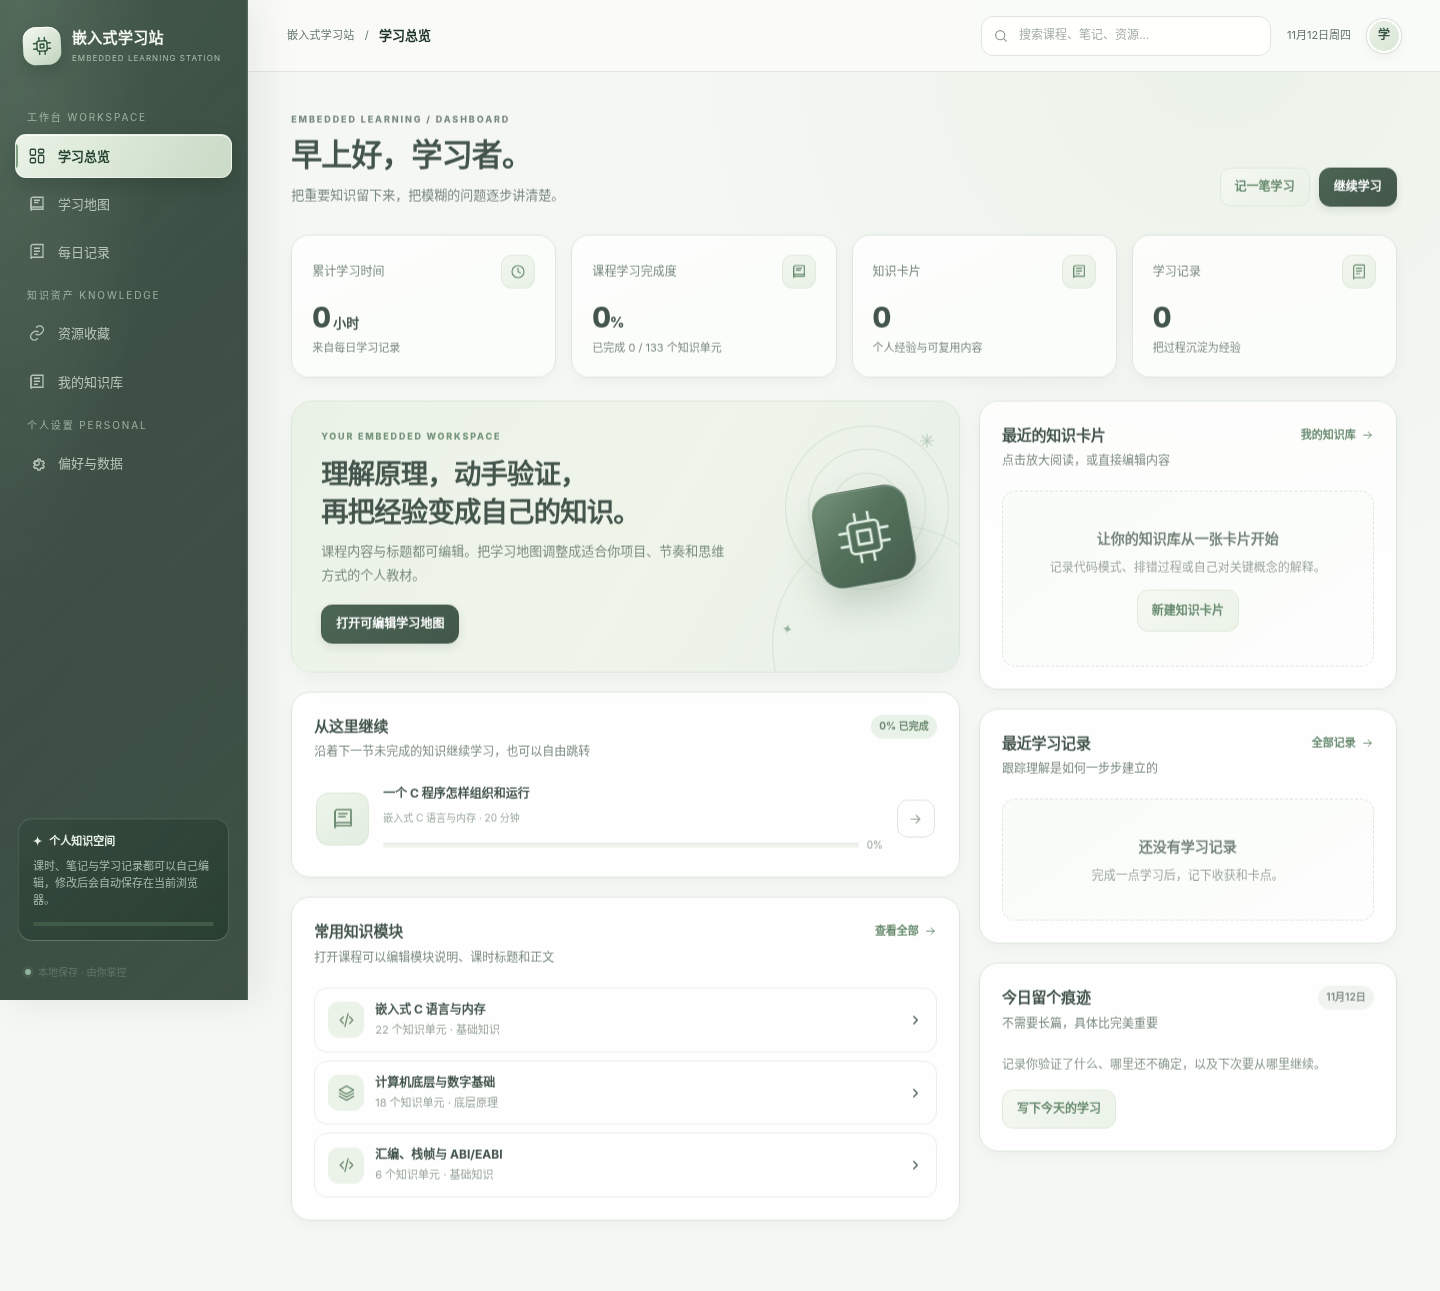 嵌入式学习站
EMBEDDED LEARNING STATION
工作台 WORKSPACE
学习总览
学习地图
每日记录
知识资产 KNOWLEDGE
资源收藏
我的知识库
个人设置 PERSONAL
偏好与数据
✦ 个人知识空间
课时、笔记与学习记录都可以自己编
辑，修改后会自动保存在当前浏览
器。
本地保存 · 由你掌控
嵌入式学习站 / 学习总览
搜索课程、笔记、资源...
11月12日周四
学
EMBEDDED LEARNING / DASHBOARD
早上好，学习者。
把重要知识留下来，把模糊的问题逐步讲清楚。
记一笔学习
继续学习
累计学习时间
0 小时
来自每日学习记录
课程学习完成度
0%
已完成 0 / 133 个知识单元
知识卡片
0
个人经验与可复用内容
学习记录
0
把过程沉淀为经验
YOUR EMBEDDED WORKSPACE
理解原理，动手验证，
再把经验变成自己的知识。
课程内容与标题都可编辑。把学习地图调整成适合你项目、节奏和思维
方式的个人教材。
打开可编辑学习地图
从这里继续
0% 已完成
沿着下一节未完成的知识继续学习，也可以自由跳转
一个 C 程序怎样组织和运行
嵌入式 C 语言与内存 · 20 分钟
0%
常用知识模块
查看全部 →
打开课程可以编辑模块说明、课时标题和正文
嵌入式 C 语言与内存
22 个知识单元 · 基础知识
计算机底层与数字基础
18 个知识单元 · 底层原理
汇编、栈帧与 ABI/EABI
6 个知识单元 · 基础知识
最近的知识卡片
我的知识库 →
点击放大阅读，或直接编辑内容
让你的知识库从一张卡片开始
记录代码模式、排错过程或自己对关键概念的解释。
新建知识卡片
最近学习记录
全部记录 →
跟踪理解是如何一步步建立的
还没有学习记录
完成一点学习后，记下收获和卡点。
今日留个痕迹
11月12日
不需要长篇，具体比完美重要
记录你验证了什么、哪里还不确定，以及下次要从哪里继续。
写下今天的学习